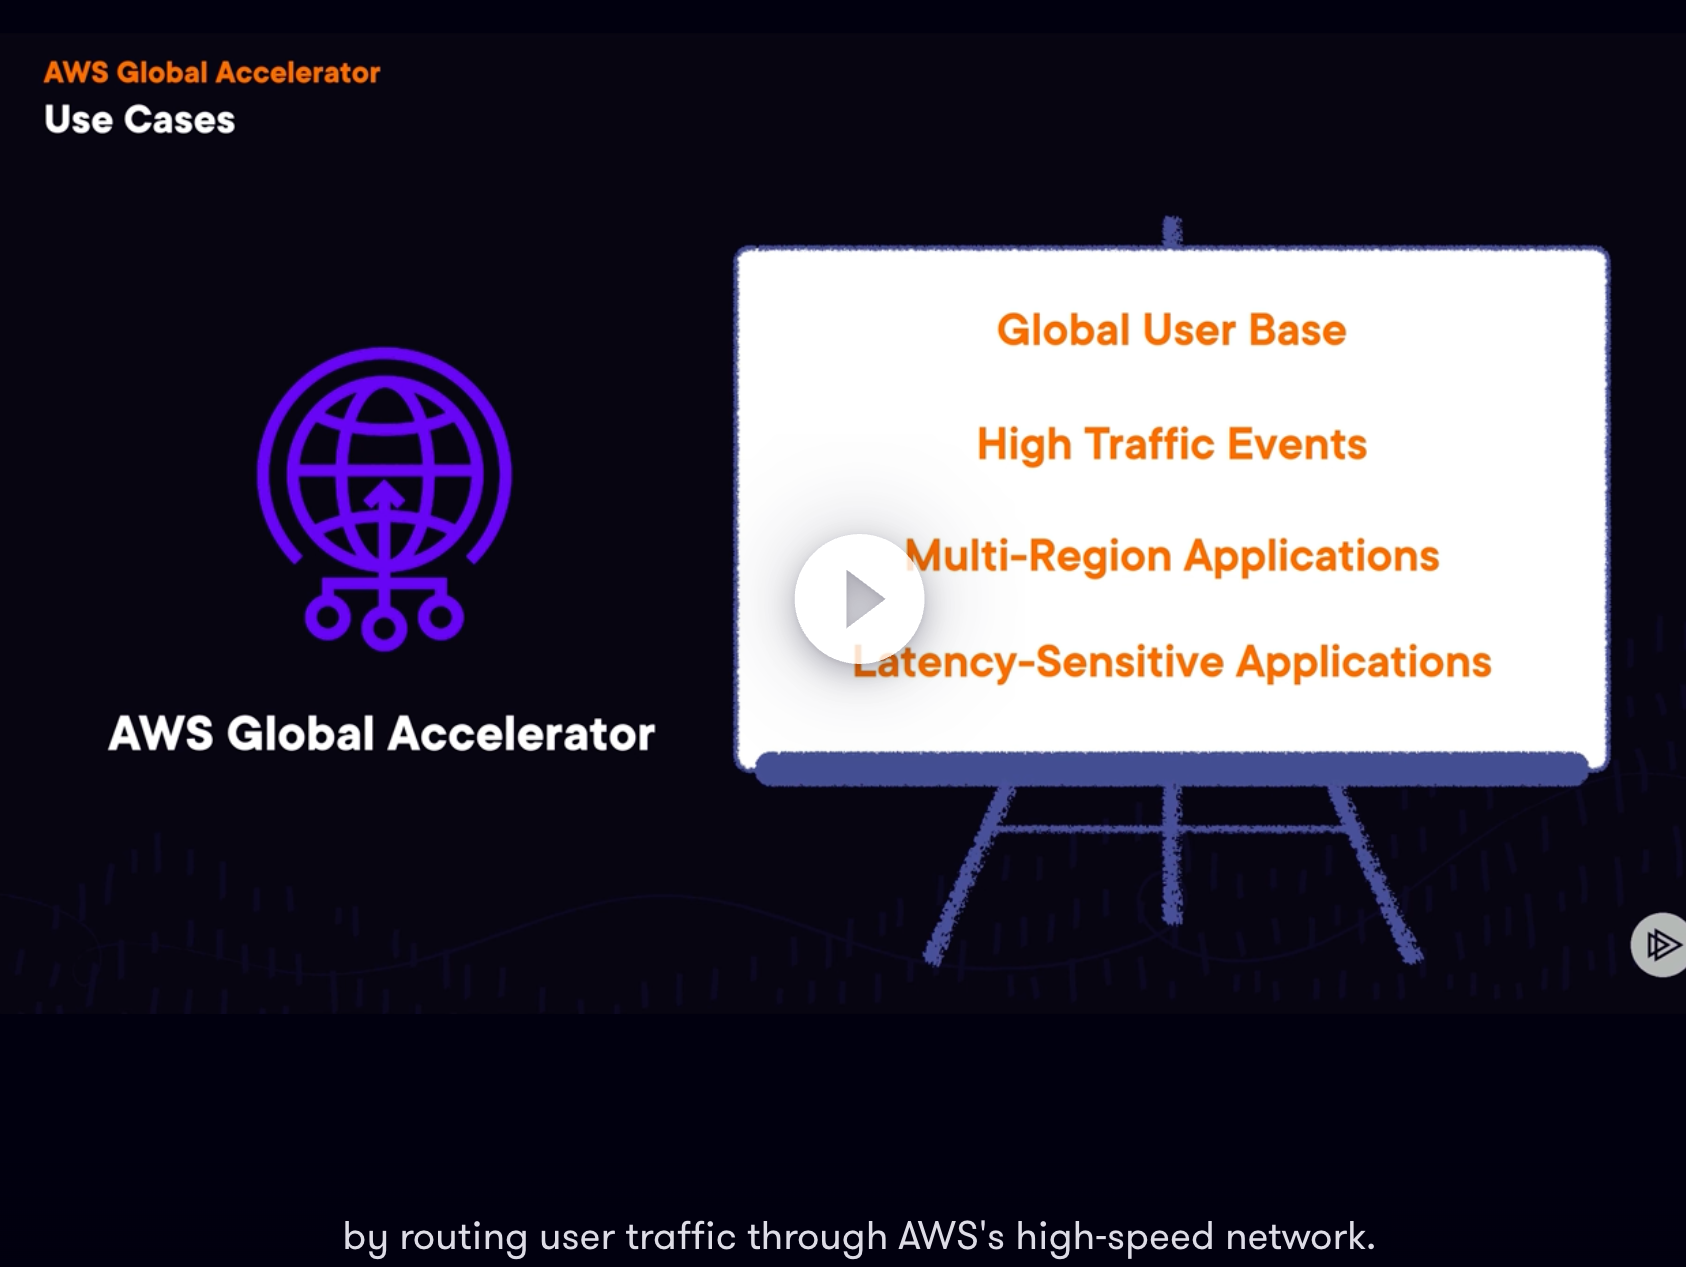 AWS Global Accelerator
Use Cases
Global User Base
High Traffic Events
Multi-Region Applications
Latency-Sensitive Applications
AWS Global Accelerator
by routing user traffic through AWS's high-speed network.